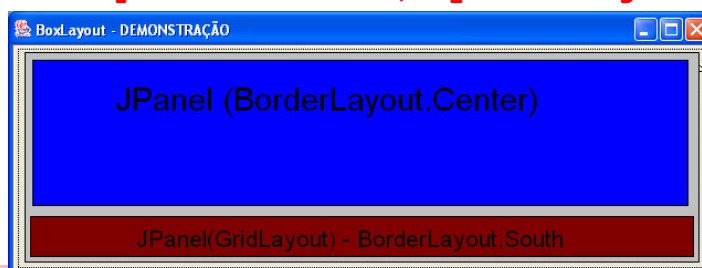 BoxLayout - DEMONSTRAÇÃO
JPanel (BorderLayout.Center)
JPanel(GridLayout) - BorderLayout.South